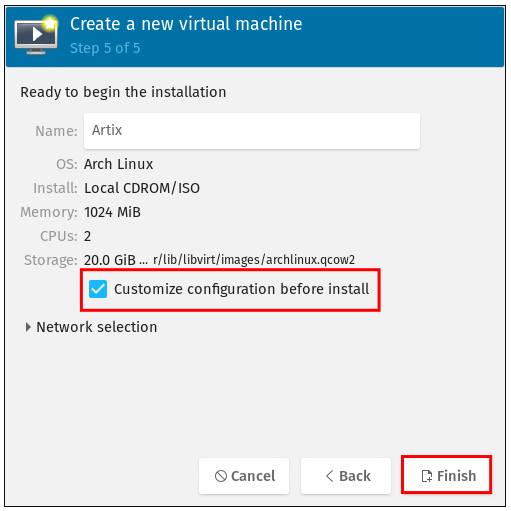 Create a new virtual machine
Step 5 of 5
Ready to begin the installation
Name: Artix
OS: Arch Linux
Install: Local CDROM/ISO
Memory: 1024 MiB
CPUs: 2
Storage: 20.0 GiB ... r/lib/libvirt/images/archlinux.qcow2
Customize configuration before install
Network selection
Cancel Back Finish